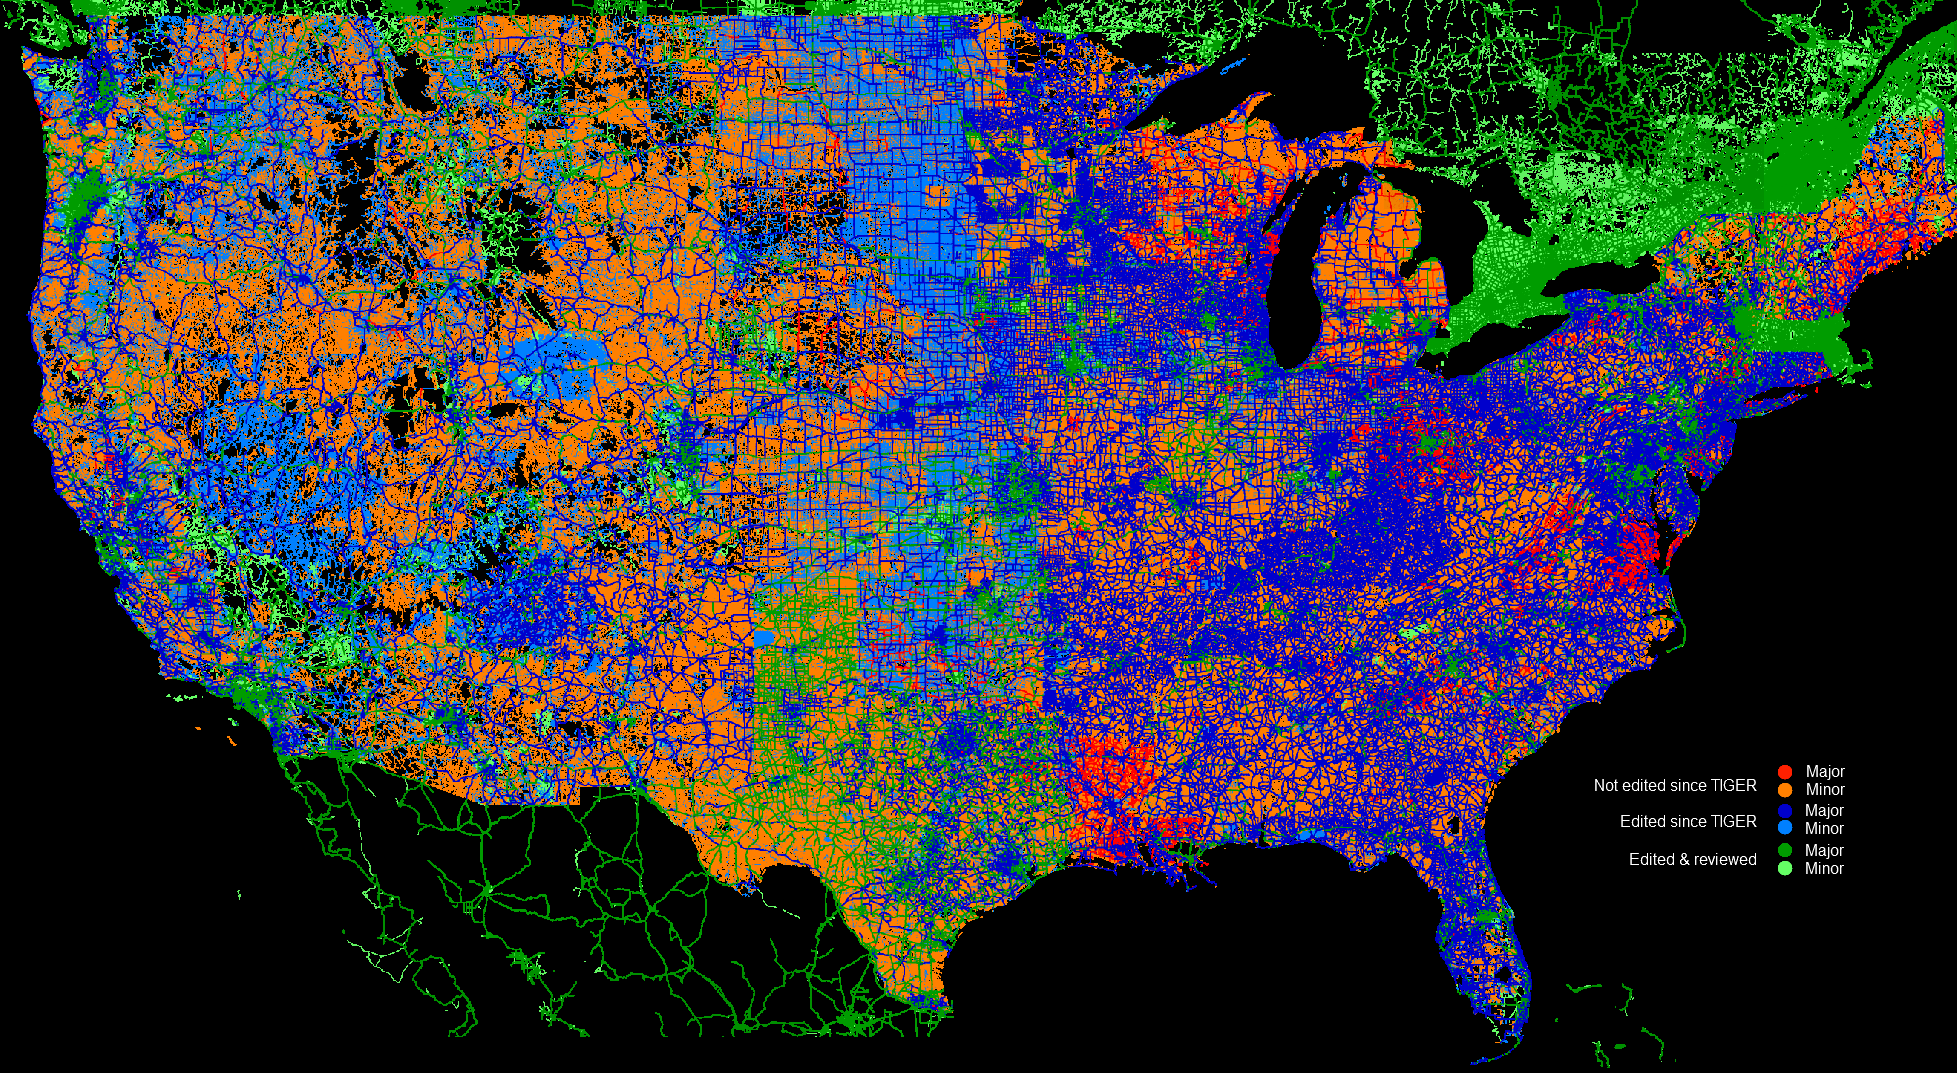 Major
Not edited since TIGER
Minor
Major
Edited since TIGER
Minor
Major
Edited & reviewed
Minor